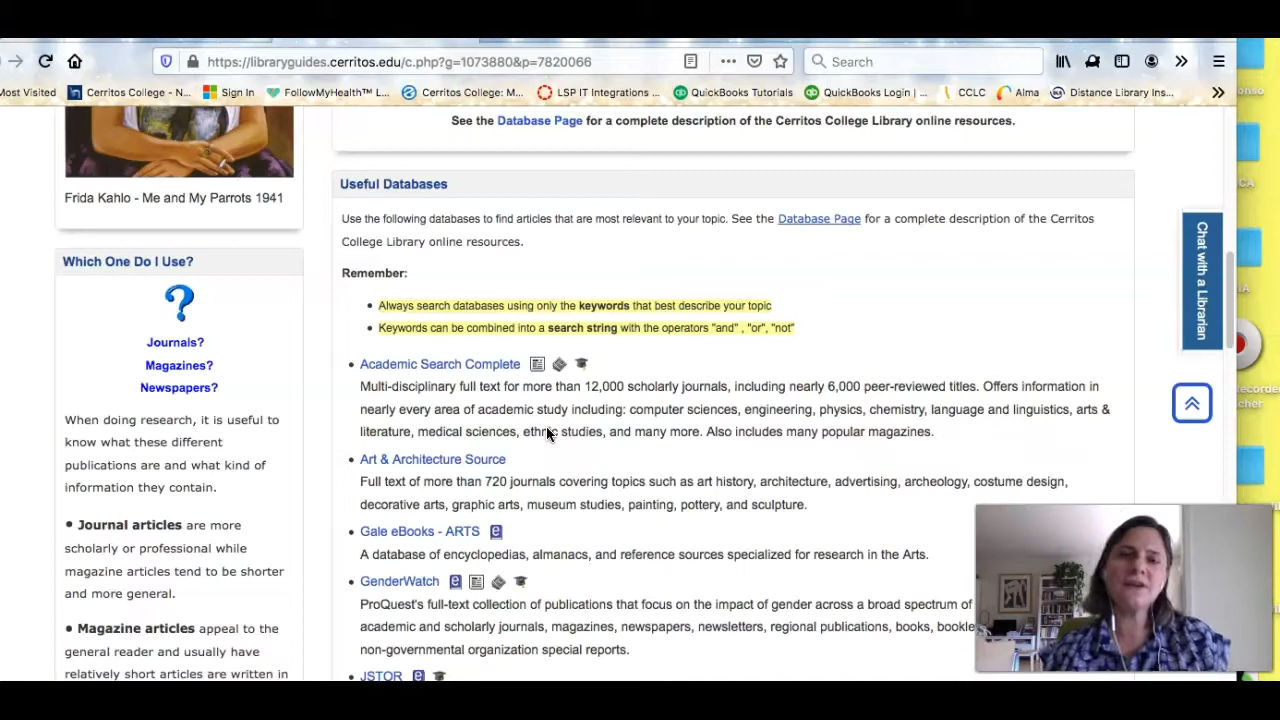 https://libraryguides.cerritos.edu/c.php?g=1073880&p=7820066
Search
Most Visited
Cerritos College - N...
Sign In
FollowMyHealth™ L...
Cerritos College: M...
LSP IT Integrations ...
QuickBooks Tutorials
QuickBooks Login | ...
CCLC
Alma
Distance Library Ins...
Frida Kahlo - Me and My Parrots 1941
Which One Do I Use?
Journals?
Magazines?
Newspapers?
When doing research, it is useful to
know what these different
publications are and what kind of
information they contain.
• Journal articles are more
scholarly or professional while
magazine articles tend to be shorter
and more general.
• Magazine articles appeal to the
general reader and usually have
relatively short articles are written in
See the Database Page for a complete description of the Cerritos College Library online resources.
Useful Databases
Use the following databases to find articles that are most relevant to your topic. See the Database Page for a complete description of the Cerritos
College Library online resources.
Remember:
• Always search databases using only the keywords that best describe your topic
• Keywords can be combined into a search string with the operators "and" , "or", "not"
• Academic Search Complete
Multi-disciplinary full text for more than 12,000 scholarly journals, including nearly 6,000 peer-reviewed titles. Offers information in
nearly every area of academic study including: computer sciences, engineering, physics, chemistry, language and linguistics, arts &
literature, medical sciences, ethnic studies, and many more. Also includes many popular magazines.
• Art & Architecture Source
Full text of more than 720 journals covering topics such as art history, architecture, advertising, archeology, costume design,
decorative arts, graphic arts, museum studies, painting, pottery, and sculpture.
• Gale eBooks - ARTS
A database of encyclopedias, almanacs, and reference sources specialized for research in the Arts.
• GenderWatch
ProQuest's full-text collection of publications that focus on the impact of gender across a broad spectrum of
academic and scholarly journals, magazines, newspapers, newsletters, regional publications, books, bookle
non-governmental organization special reports.
• JSTOR
Chat with a Librarian